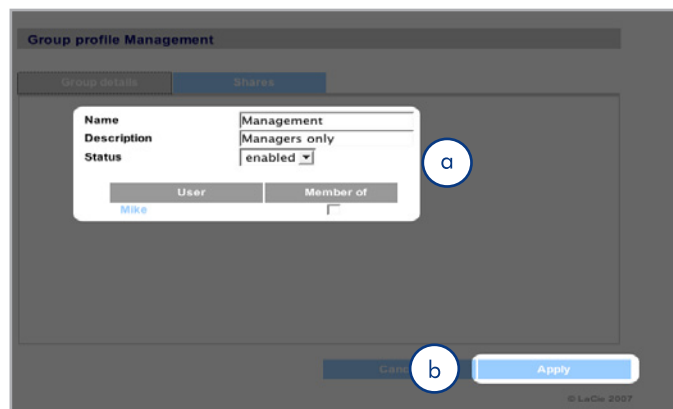 Group profile Management
Group details Shares
Name Management
Description Managers only
Status enabled
User Member of
Mike
a
b
Apply
© LaCie 2007